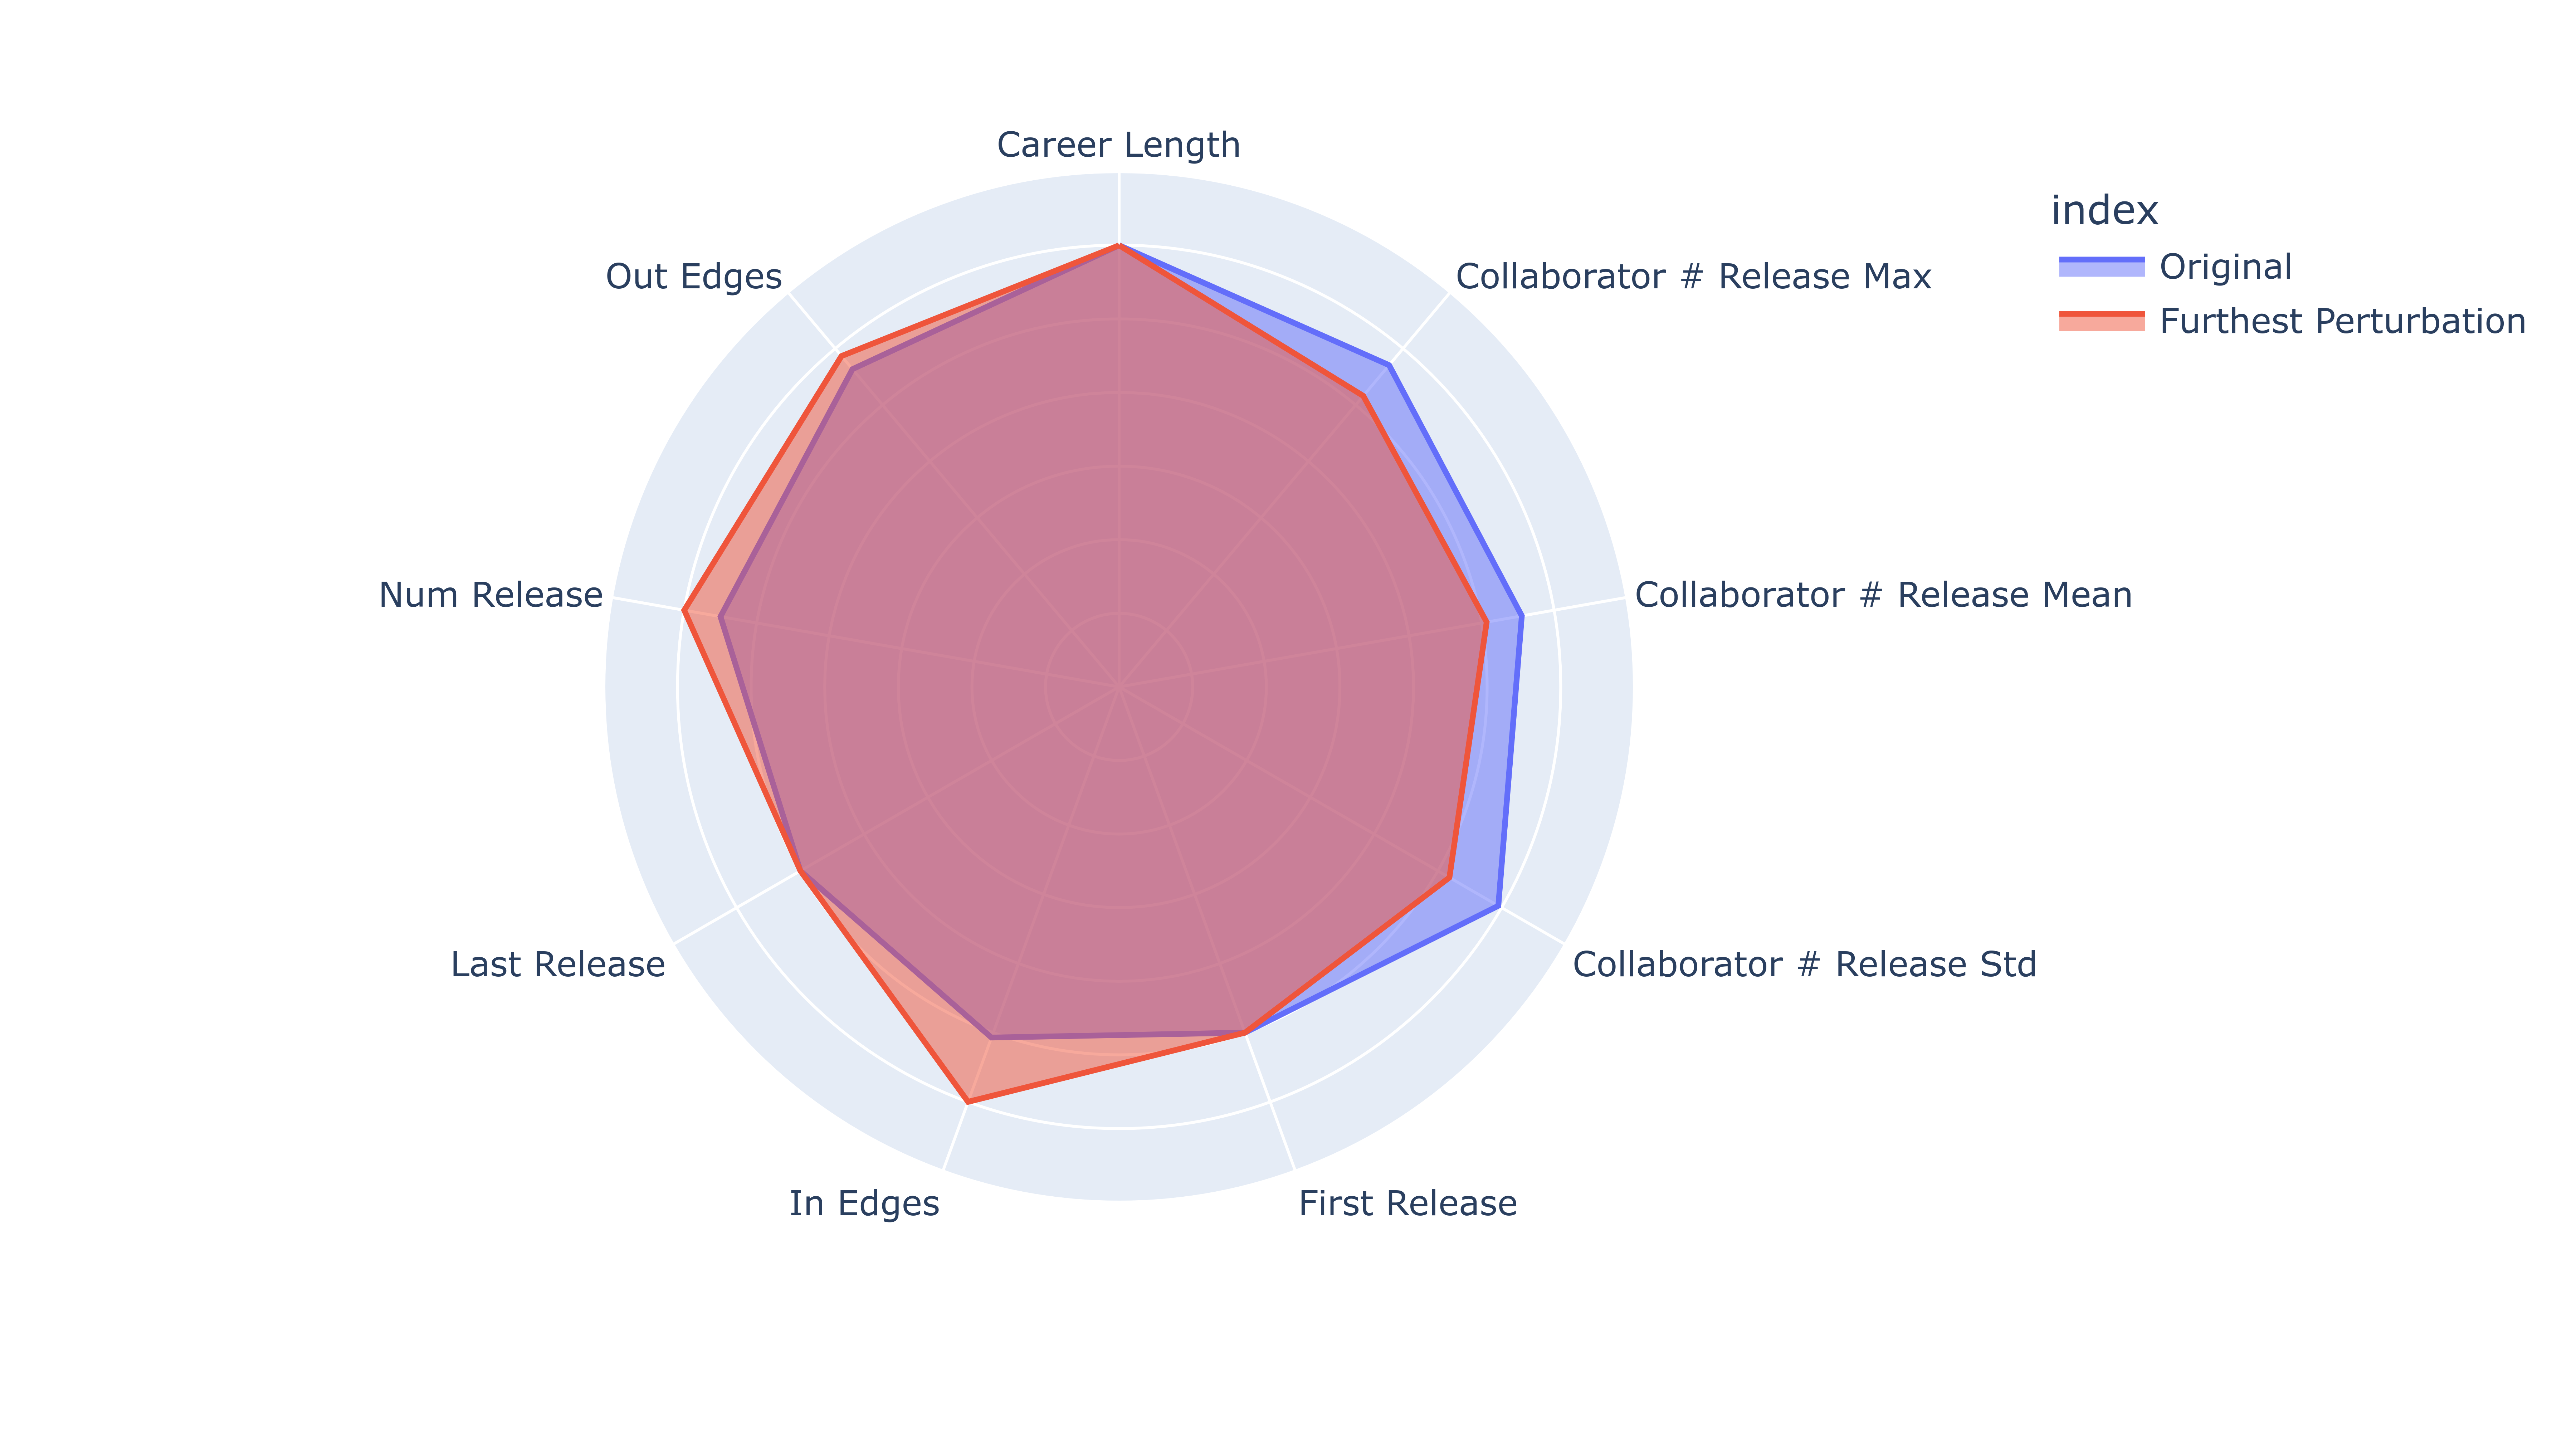 Career Length
Collaborator # Release Max
Collaborator # Release Mean
Collaborator # Release Std
First Release
In Edges
Last Release
Num Release
Out Edges
index
Original
Furthest Perturbation